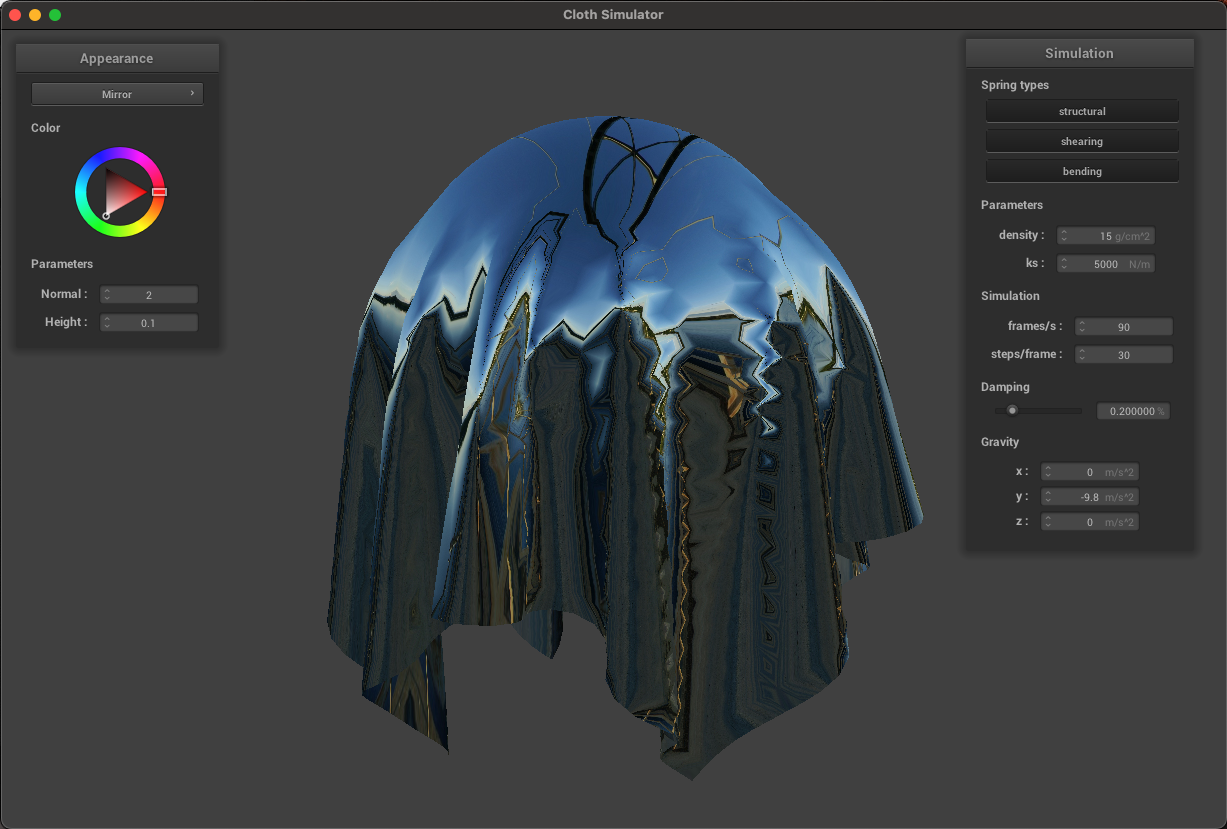 Cloth Simulator
Appearance
Mirror ›
Color
Parameters
Normal : 2
Height : 0.1
Simulation
Spring types
structural
shearing
bending
Parameters
density : 15 g/cm^2
ks : 5000 N/m
Simulation
frames/s : 90
steps/frame : 30
Damping
0.200000 %
Gravity
x : 0 m/s^2
y : -9.8 m/s^2
z : 0 m/s^2